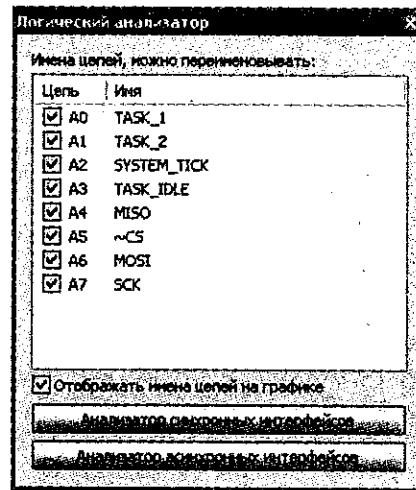 Логический анализатор
Имена цепей, можно переименовывать:
Цепь Имя
A0 TASK_1
A1 TASK_2
A2 SYSTEM_TICK
A3 TASK_IDLE
A4 MISO
A5 ~CS
A6 MOSI
A7 SCK
Отображать имена цепей на графике
Анализатор синхронных интерфейсов
Анализатор асинхронных интерфейсов